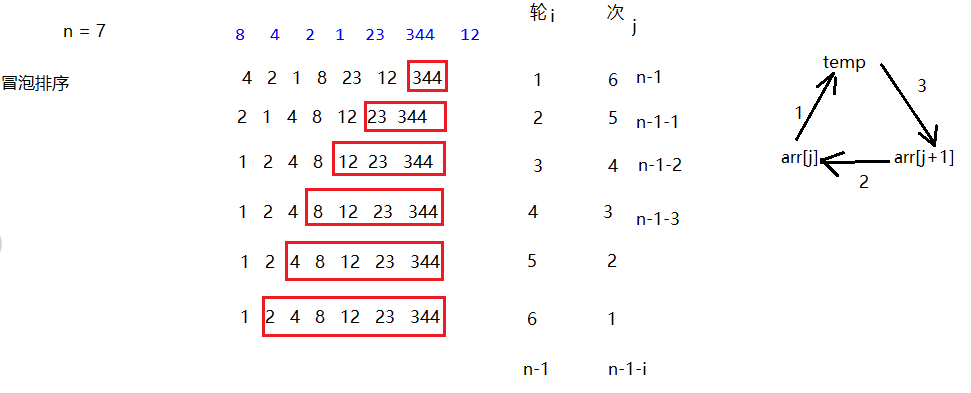 n = 7 8 4 2 1 23 344 12 轮 i 次 j
冒泡排序 4 2 1 8 23 12 344 1 6 n-1
2 1 4 8 12 23 344 2 5 n-1-1
1 2 4 8 12 23 344 3 4 n-1-2
1 2 4 8 12 23 344 4 3 n-1-3
1 2 4 8 12 23 344 5 2
1 2 4 8 12 23 344 6 1
n-1 n-1-i
temp
1 3
arr[j] arr[j+1]
2